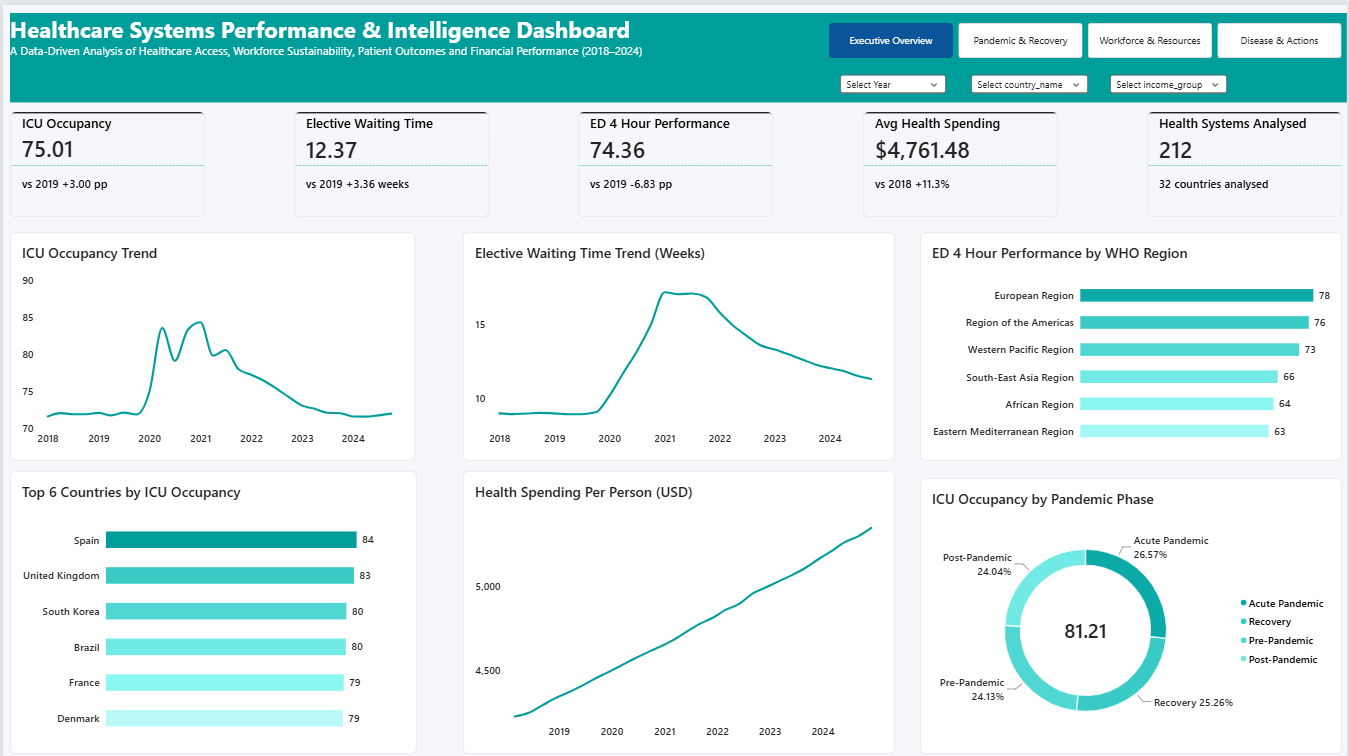 Healthcare Systems Performance & Intelligence Dashboard
A Data-Driven Analysis of Healthcare Access, Workforce Sustainability, Patient Outcomes and Financial Performance (2018–2024)
Executive Overview
Pandemic & Recovery
Workforce & Resources
Disease & Actions
Select Year
Select country_name
Select income_group
ICU Occupancy
75.01
vs 2019 +3.00 pp
Elective Waiting Time
12.37
vs 2019 +3.36 weeks
ED 4 Hour Performance
74.36
vs 2019 -6.83 pp
Avg Health Spending
$4,761.48
vs 2018 +11.3%
Health Systems Analysed
212
32 countries analysed
ICU Occupancy Trend
90
85
80
75
70
2018 2019 2020 2021 2022 2023 2024
Elective Waiting Time Trend (Weeks)
15
10
2018 2019 2020 2021 2022 2023 2024
ED 4 Hour Performance by WHO Region
European Region 78
Region of the Americas 76
Western Pacific Region 73
South-East Asia Region 66
African Region 64
Eastern Mediterranean Region 63
Top 6 Countries by ICU Occupancy
Spain 84
United Kingdom 83
South Korea 80
Brazil 80
France 79
Denmark 79
Health Spending Per Person (USD)
5,000
4,500
2019 2020 2021 2022 2023 2024
ICU Occupancy by Pandemic Phase
Acute Pandemic
26.57%
Post-Pandemic
24.04%
81.21
Pre-Pandemic
24.13%
Recovery 25.26%
Acute Pandemic
Recovery
Pre-Pandemic
Post-Pandemic